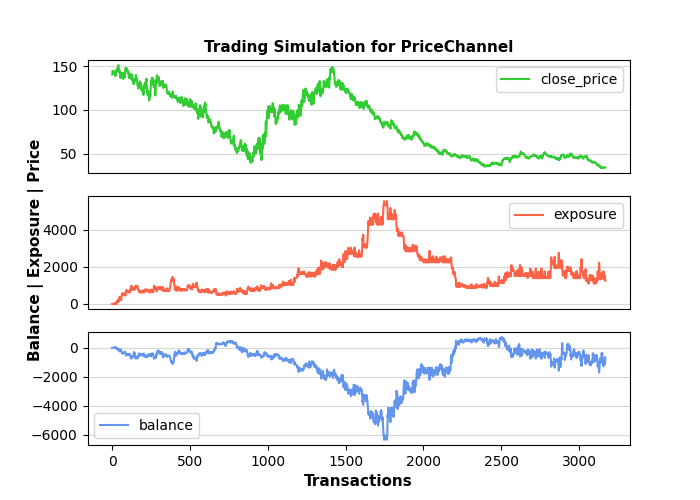 Trading Simulation for PriceChannel
Balance | Exposure | Price
150
100
50
close_price
4000
2000
0
exposure
0
−2000
−4000
−6000
balance
0
500
1000
1500
2000
2500
3000
Transactions